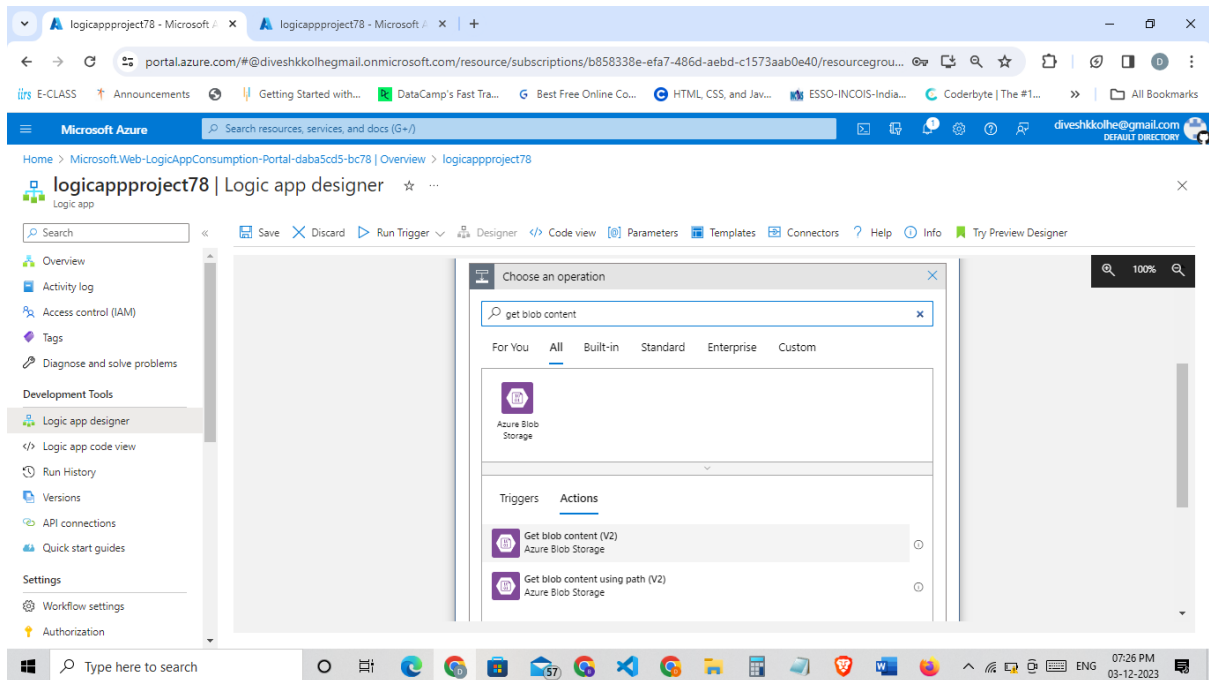 logicappproject78 - Microsoft A
logicappproject78 - Microsoft A
portal.azure.com/#@diveshkkolhegmail.onmicrosoft.com/resource/subscriptions/b858338e-efa7-486d-aebd-c1573aab0e40/resourcegrou...
D
iirs E-CLASS
Announcements
Getting Started with...
DataCamp's Fast Tra...
Best Free Online Co...
HTML, CSS, and Jav...
ESSO-INCOIS-India...
Coderbyte | The #1...
All Bookmarks
Microsoft Azure
Search resources, services, and docs (G+/)
1
diveshkkolhe@gmail.com
DEFAULT DIRECTORY
Home > Microsoft.Web-LogicAppConsumption-Portal-daba5cd5-bc78 | Overview > logicappproject78
logicappproject78 | Logic app designer
Logic app
Search
Save
Discard
Run Trigger
Designer
Code view
Parameters
Templates
Connectors
Help
Info
Try Preview Designer
Overview
Activity log
Access control (IAM)
Tags
Diagnose and solve problems
Development Tools
Logic app designer
Logic app code view
Run History
Versions
API connections
Quick start guides
Settings
Workflow settings
Authorization
100%
Choose an operation
get blob content
For You
All
Built-in
Standard
Enterprise
Custom
Azure Blob
Storage
Triggers
Actions
Get blob content (V2)
Azure Blob Storage
Get blob content using path (V2)
Azure Blob Storage
Type here to search
57
ENG
07:26 PM
03-12-2023